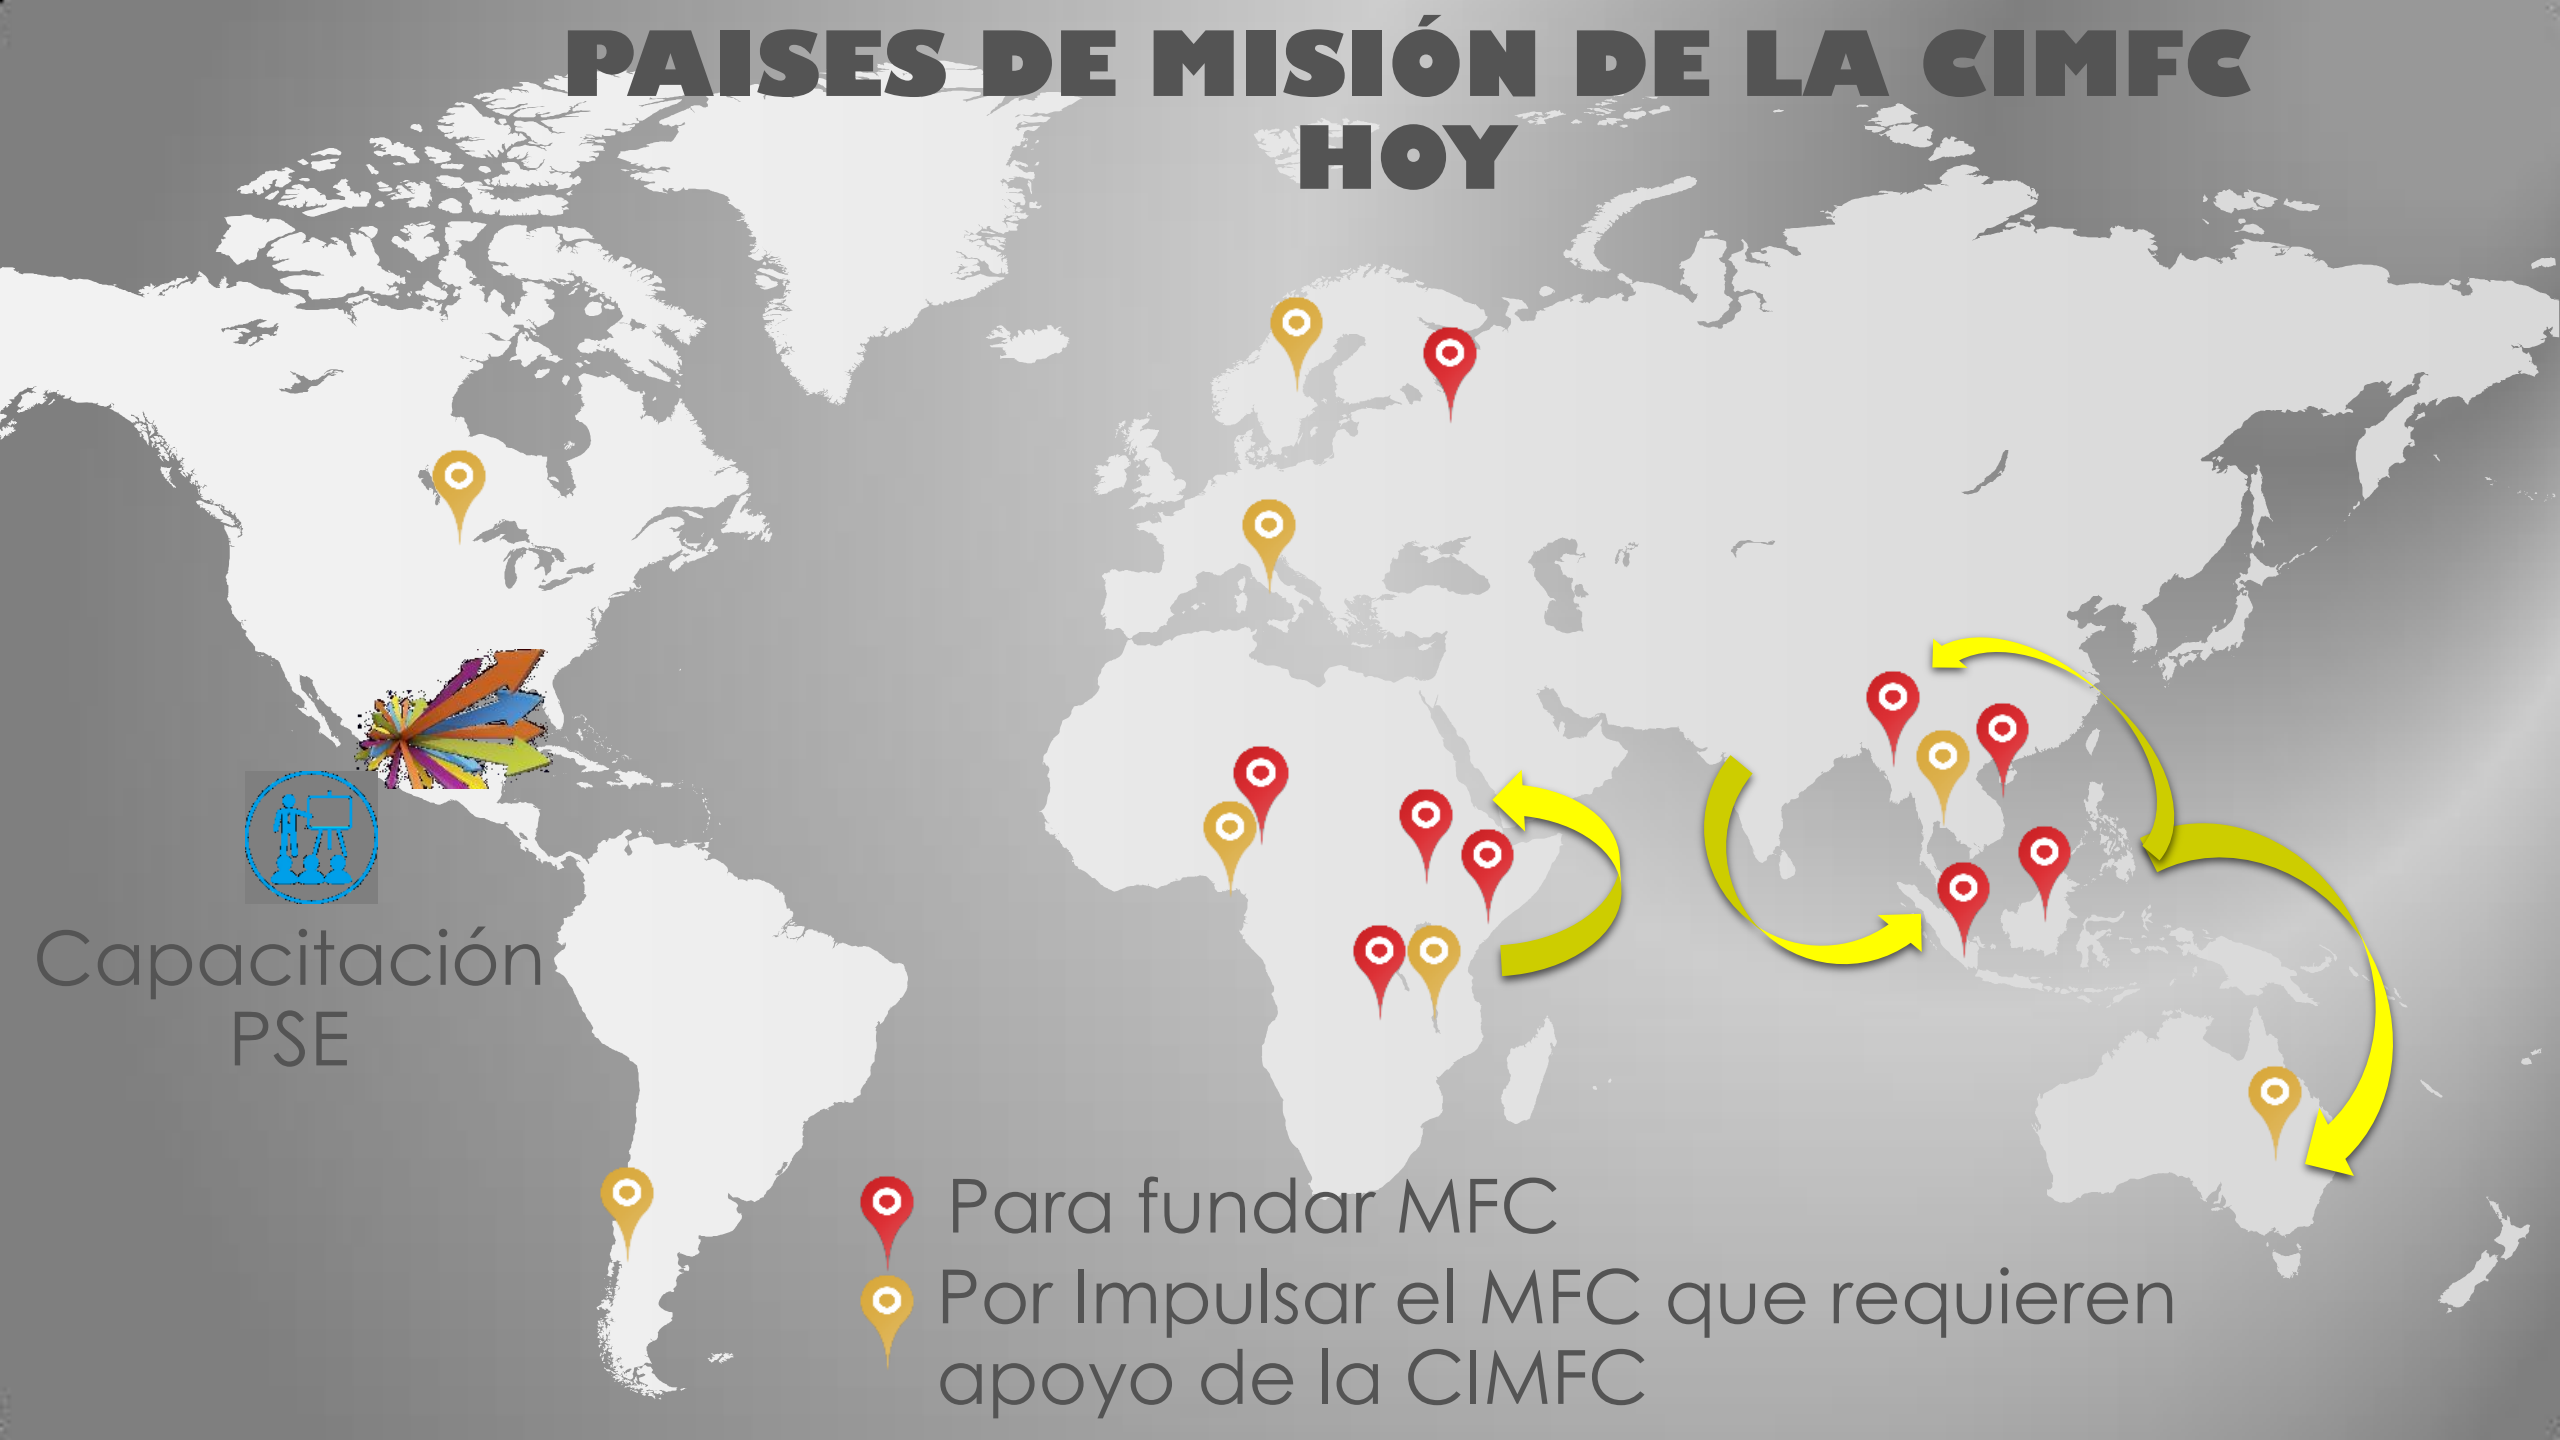 PAISES DE MISIÓN DE LA CIMFC
HOY
Capacitación
PSE
Para fundar MFC
Por Impulsar el MFC que requieren
apoyo de la CIMFC